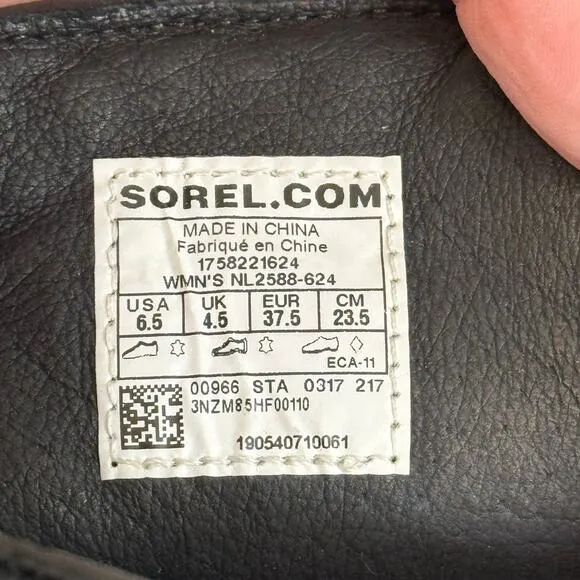 SOREL.COM
MADE IN CHINA
Fabriqué en Chine
1758221624
WMN'S NL2588-624
USA UK EUR CM
6.5 4.5 37.5 23.5
ECA-11
00966 STA 0317 217
3NZM85HF00110
190540710061